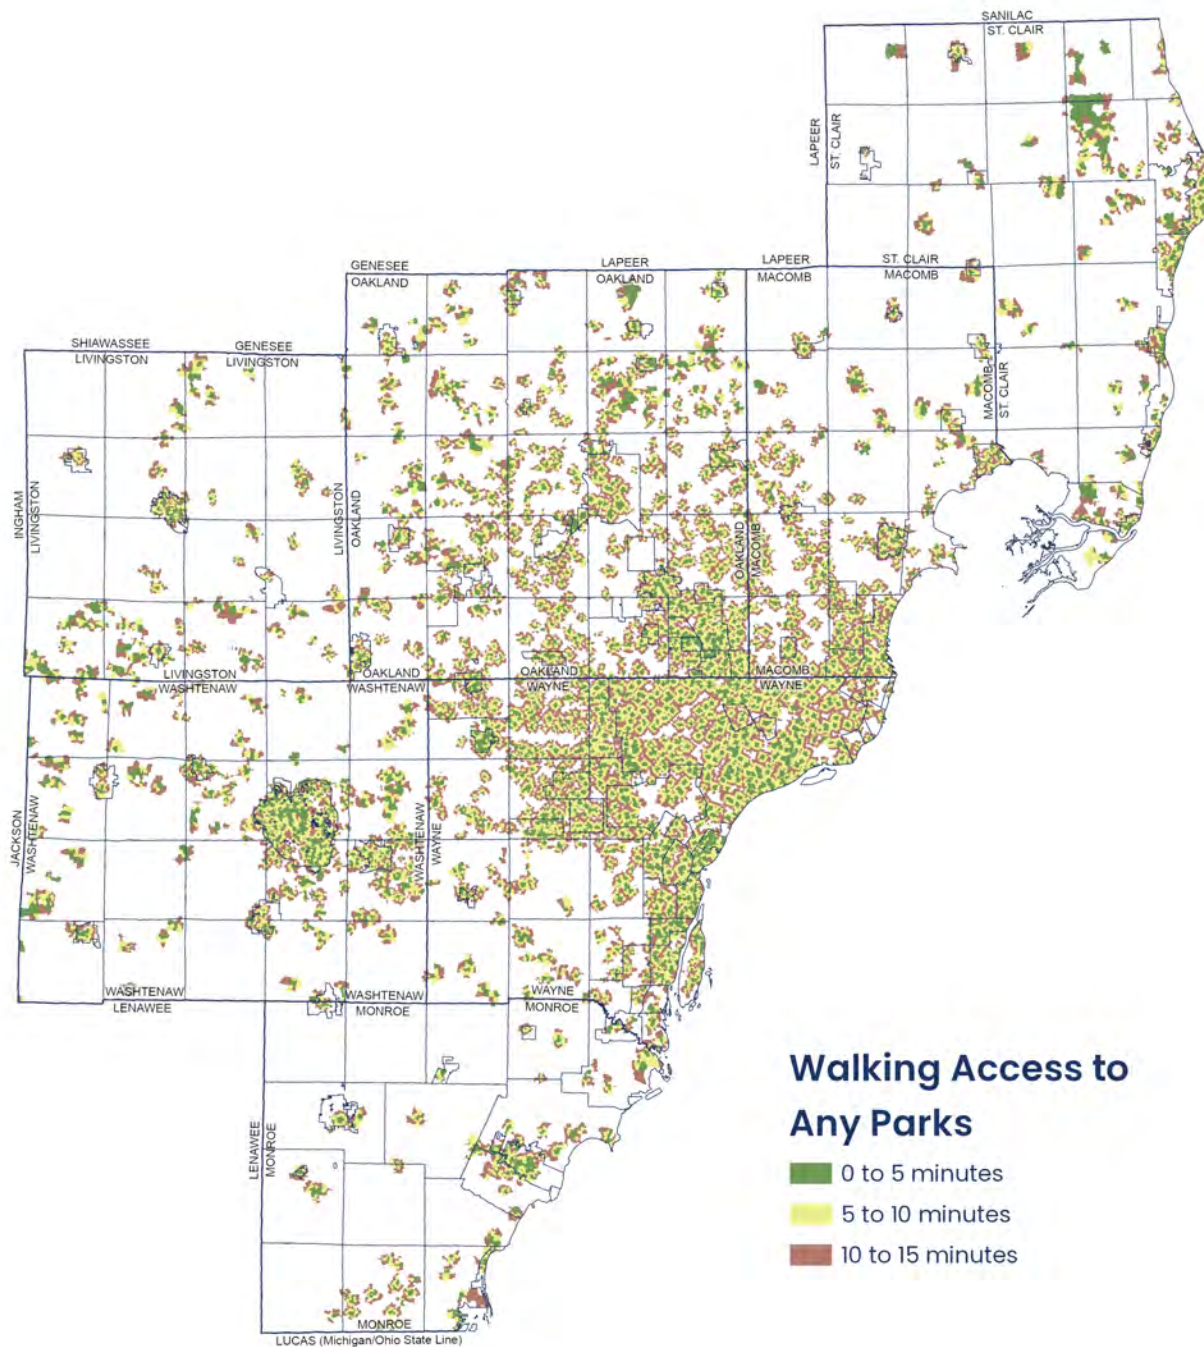 SANILAC
ST. CLAIR
LAPEER
ST. CLAIR
GENESEE
OAKLAND
LAPEER
OAKLAND
LAPEER
MACOMB
ST. CLAIR
MACOMB
SHIAWASSEE
LIVINGSTON
GENESEE
LIVINGSTON
MACOMB
ST. CLAIR
INGHAM
LIVINGSTON
LIVINGSTON
OAKLAND
OAKLAND
MACOMB
LIVINGSTON
WASHTENAW
OAKLAND
WASHTENAW
OAKLAND
WAYNE
MACOMB
WAYNE
JACKSON
WASHTENAW
WASHTENAW
WAYNE
WASHTENAW
LENAWEE
WASHTENAW
MONROE
WAYNE
MONROE
LENAWEE
MONROE
Walking Access to
Any Parks
0 to 5 minutes
5 to 10 minutes
10 to 15 minutes
MONROE
LUCAS (Michigan/Ohio State Line)